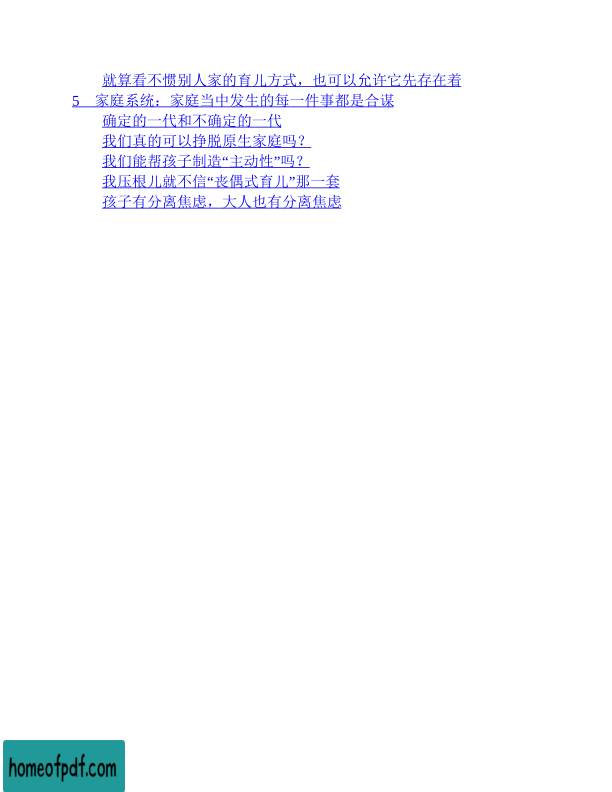 就算看不惯别人家的育儿方式，也可以允许它先存在着
5 家庭系统：家庭当中发生的每一件事都是合谋
确定的一代和不确定的一代
我们真的可以挣脱原生家庭吗？
我们能帮孩子制造“主动性”吗？
我压根儿就不信“丧偶式育儿”那一套
孩子有分离焦虑，大人也有分离焦虑
homeofpdf.com